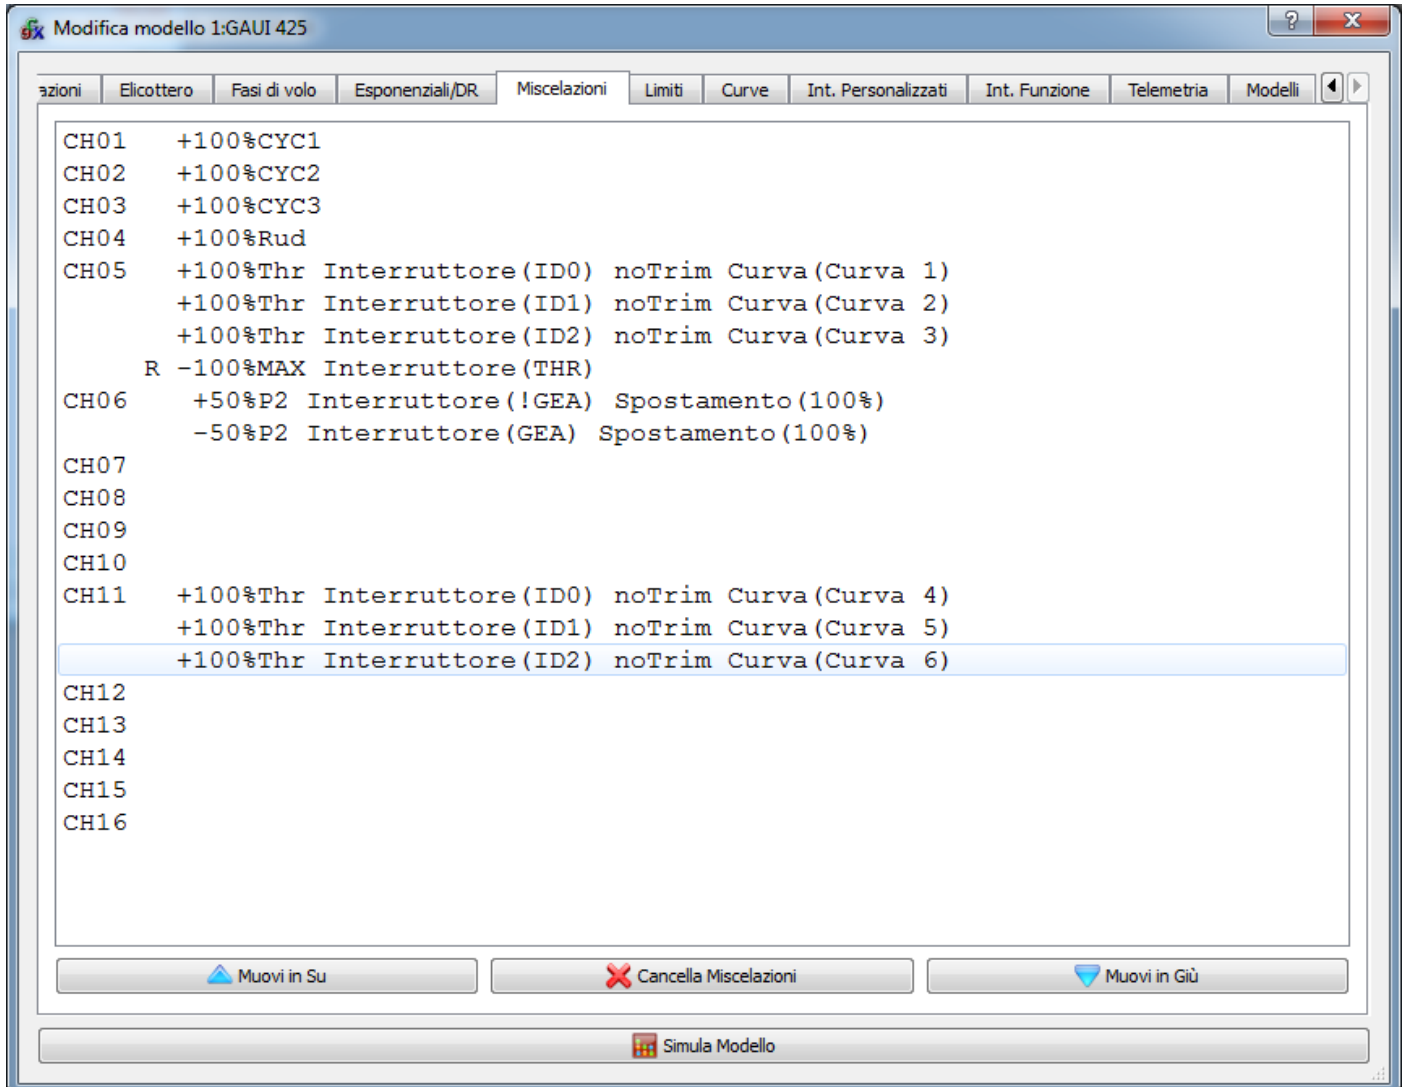 Modifica modello 1:GAUI 425
azioni Elicottero Fasi di volo Esponenziali/DR Miscelazioni Limiti Curve Int. Personalizzati Int. Funzione Telemetria Modelli
CH01 +100%CYC1
CH02 +100%CYC2
CH03 +100%CYC3
CH04 +100%Rud
CH05 +100%Thr Interruttore(ID0) noTrim Curva(Curva 1)
+100%Thr Interruttore(ID1) noTrim Curva(Curva 2)
+100%Thr Interruttore(ID2) noTrim Curva(Curva 3)
R -100%MAX Interruttore(THR)
CH06 +50%P2 Interruttore(!GEA) Spostamento(100%)
-50%P2 Interruttore(GEA) Spostamento(100%)
CH07
CH08
CH09
CH10
CH11 +100%Thr Interruttore(ID0) noTrim Curva(Curva 4)
+100%Thr Interruttore(ID1) noTrim Curva(Curva 5)
+100%Thr Interruttore(ID2) noTrim Curva(Curva 6)
CH12
CH13
CH14
CH15
CH16
Muovi in Su Cancella Miscelazioni Muovi in Giù
Simula Modello